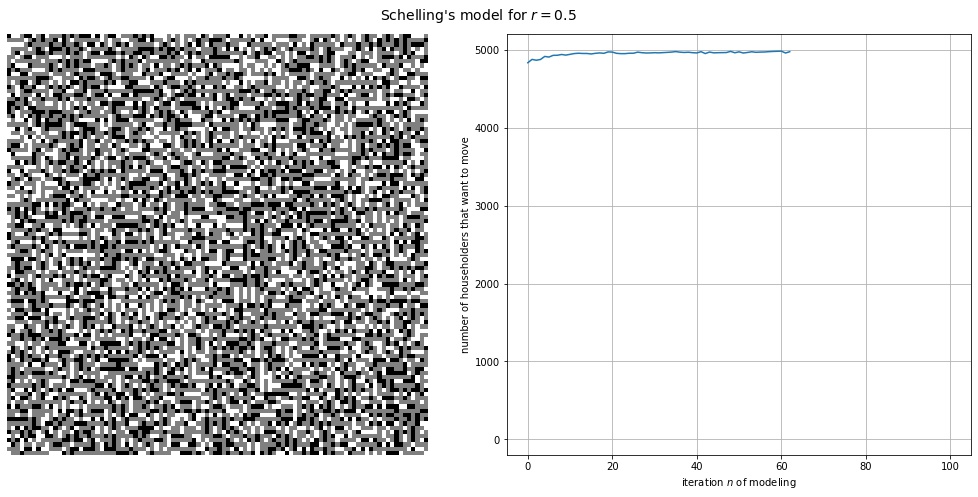 Schelling's model for r = 0.5
number of householders that want to move
5000
4000
3000
2000
1000
0
0 20 40 60 80 100
iteration n of modeling